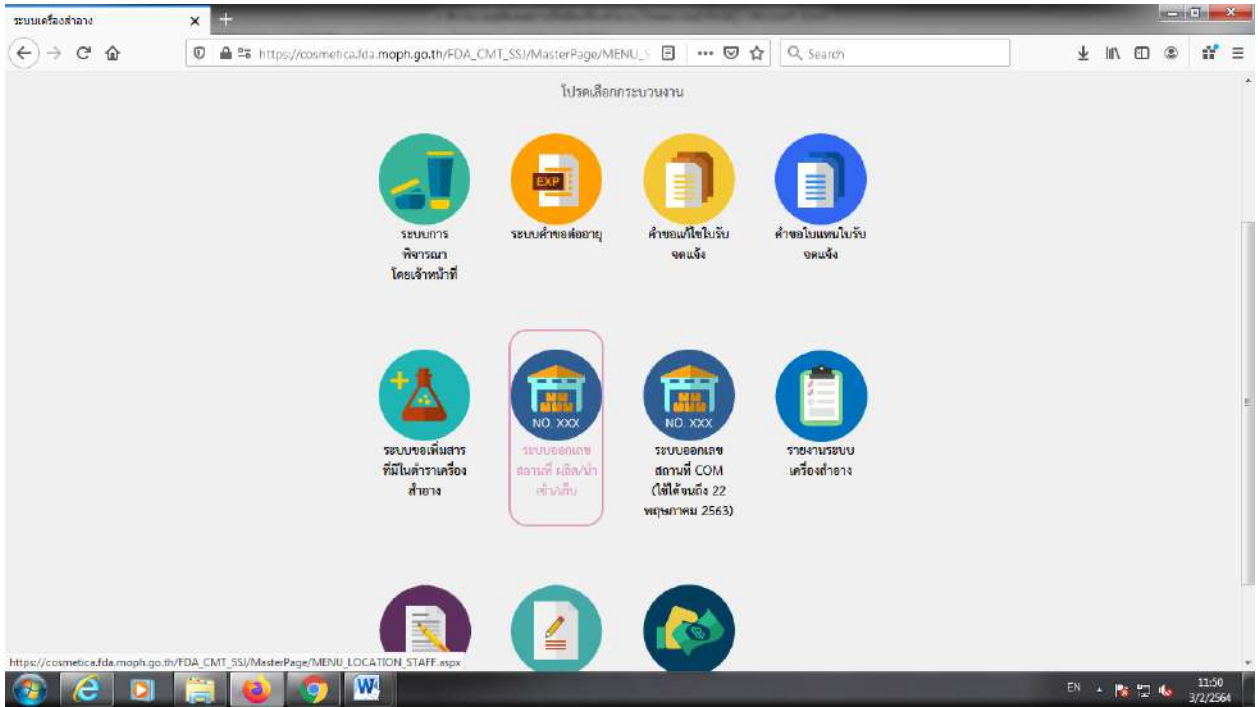 ระบบเครื่องสำอาง
https://cosmetica.fda.moph.go.th/FDA_CMT_SSJ/MasterPage/MENU_S
Search
โปรดเลือกกระบวนงาน
EXP
ระบบการ
พิจารณา
โดยเจ้าหน้าที่
ระบบคำขอต่ออายุ
คำขอแก้ไขใบรับ
จดแจ้ง
คำขอใบแทนใบรับ
จดแจ้ง
NO. XXX
NO. XXX
ระบบขอเพิ่มสาร
ที่มีในตำราเครื่อง
สำอาง
ระบบออกเลข
สถานที่ ผลิต/นำ
เข้า/เก็บ
ระบบออกเลข
สถานที่ COM
(ใช้ได้จนถึง 22
พฤษภาคม 2563)
รายงานระบบ
เครื่องสำอาง
https://cosmetica.fda.moph.go.th/FDA_CMT_SSJ/MasterPage/MENU_LOCATION_STAFF.aspx
EN
11:50
3/2/2564